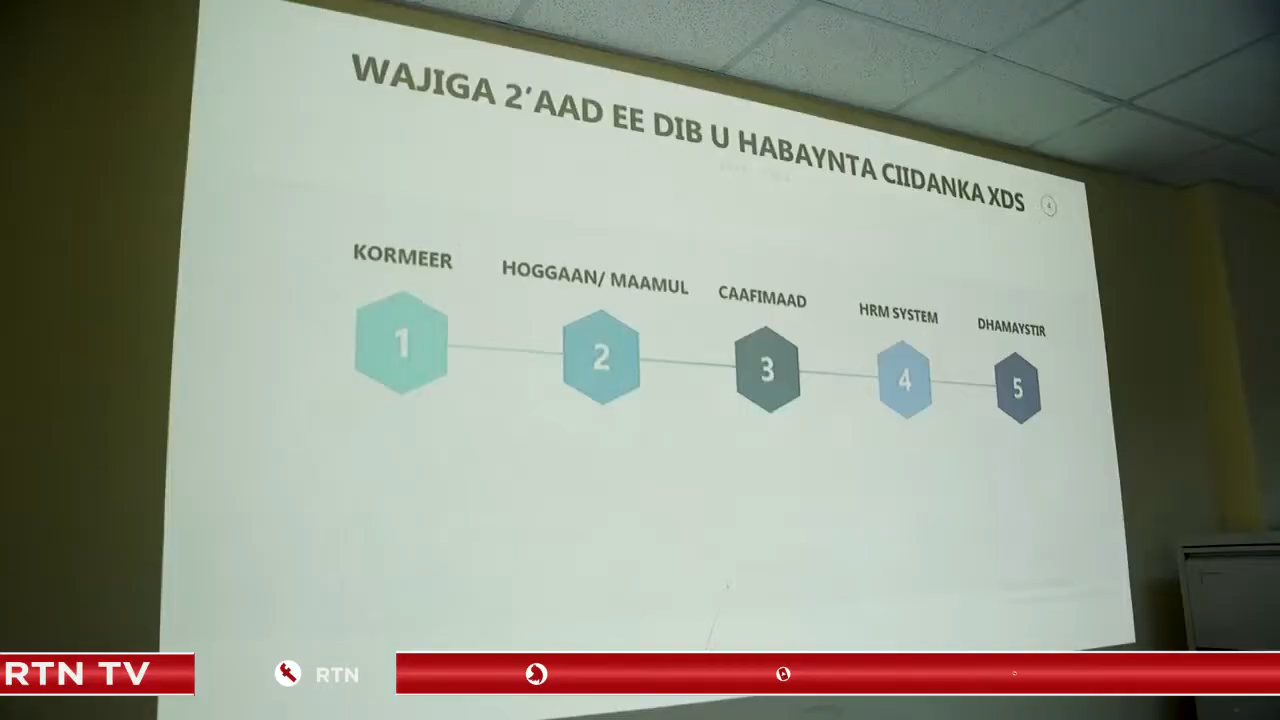 WAJIGA 2'AAD EE DIB U HABAYNTA CIIDANKA XDS
4
KORMEER
HOGGAAN/ MAAMUL
CAAFIMAAD
HRM SYSTEM
DHAMAYSTIR
1
2
3
4
5
RTN TV
RTN